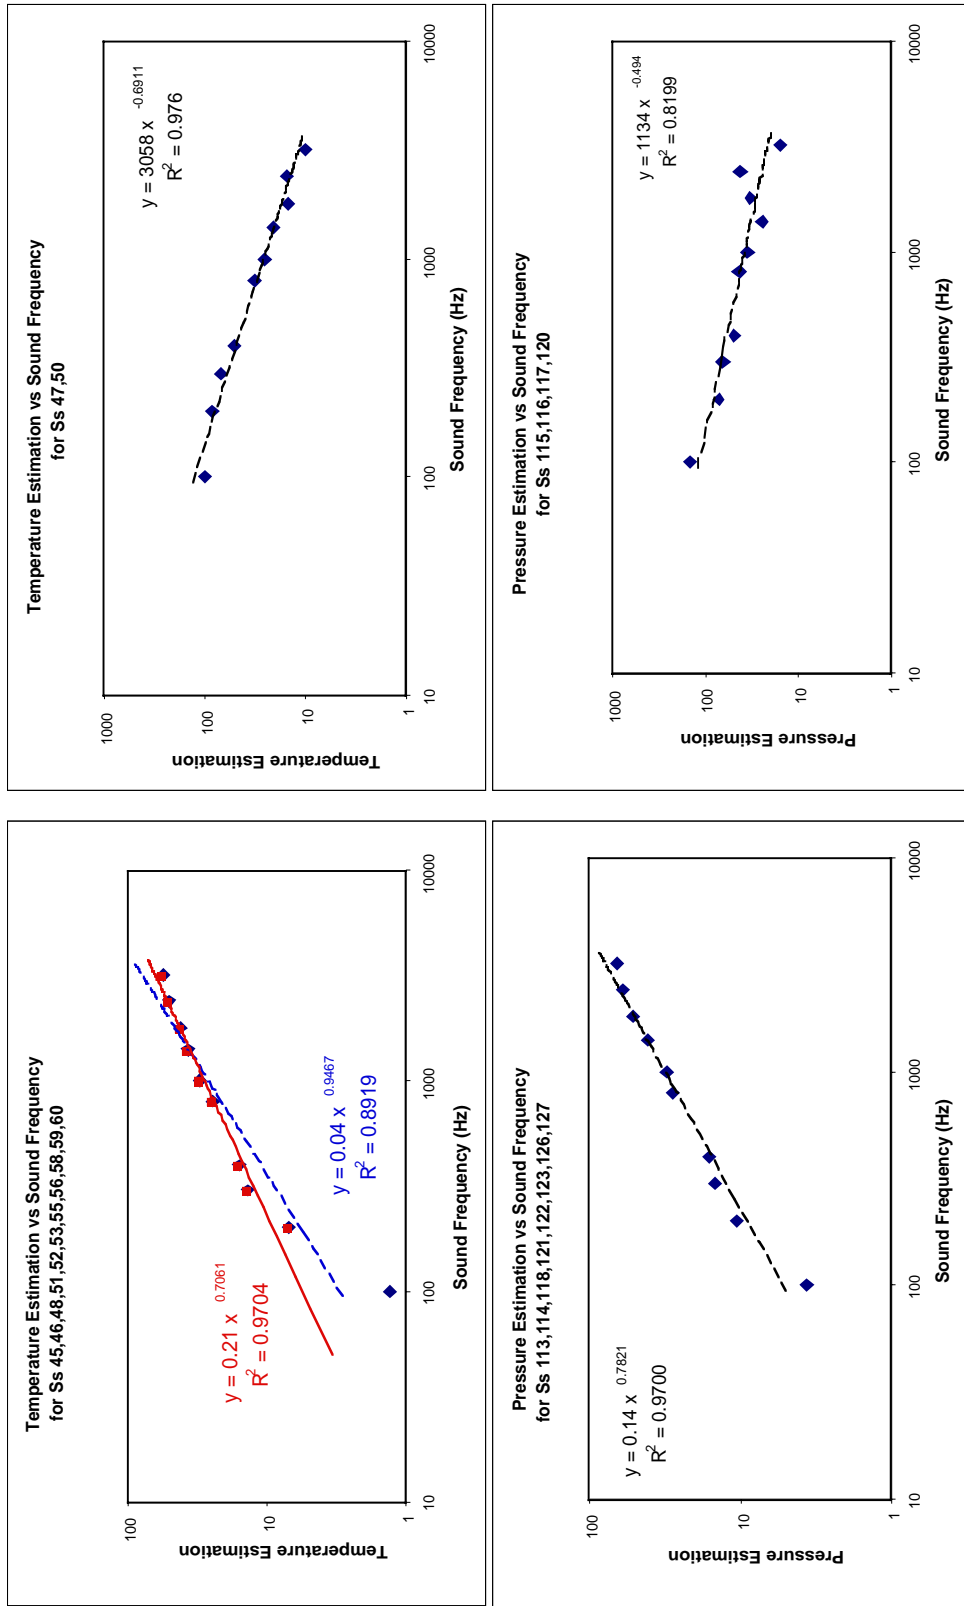 Temperature Estimation vs Sound Frequency
for Ss 45,46,48,51,52,53,55,56,58,59,60
y = 0.21 x 0.7061
R2 = 0.9704
y = 0.04 x 0.9467
R2 = 0.8919
100
10
1
Temperature Estimation
10
100
1000
10000
Sound Frequency (Hz)
Temperature Estimation vs Sound Frequency
for Ss 47,50
y = 3058 x -0.6911
R2 = 0.976
1000
100
10
1
Temperature Estimation
10
100
1000
10000
Sound Frequency (Hz)
Pressure Estimation vs Sound Frequency
for Ss 113,114,118,121,122,123,126,127
y = 0.14 x 0.7821
R2 = 0.9700
100
10
1
Pressure Estimation
10
100
1000
10000
Sound Frequency (Hz)
Pressure Estimation vs Sound Frequency
for Ss 115,116,117,120
y = 1134 x -0.494
R2 = 0.8199
1000
100
10
1
Pressure Estimation
10
100
1000
10000
Sound Frequency (Hz)